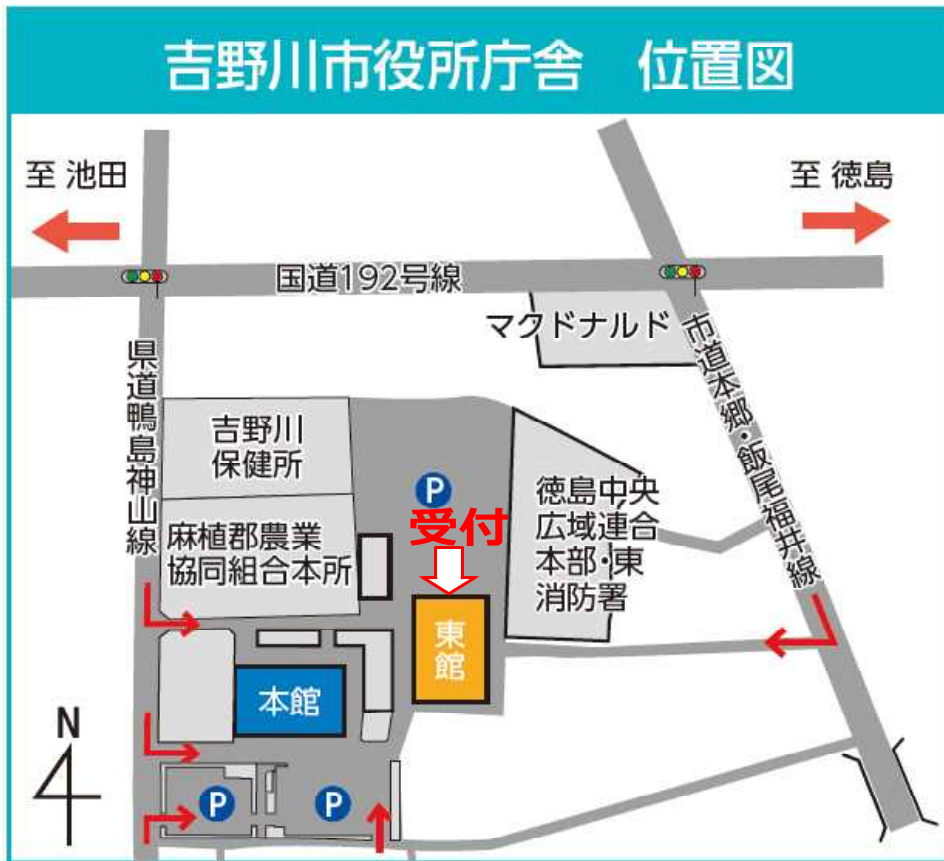 吉野川市役所庁舎　位置図
至 池田
至 徳島
国道192号線
マクドナルド
県道鴨島神山線
市道本郷・飯尾福井線
吉野川
保健所
P
受付
徳島中央
広域連合
本部・東
消防署
麻植郡農業
協同組合本所
東館
本館
N
P
P